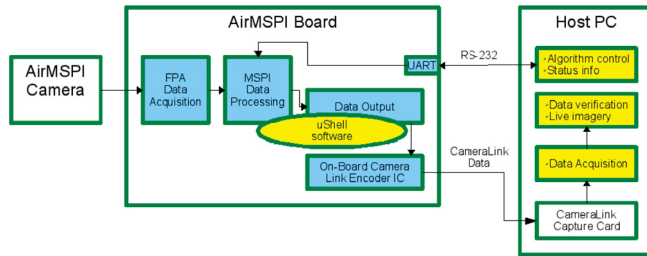 AirMSPI Board
Host PC
AirMSPI
Camera
FPA
Data
Acquisition
MSPI
Data
Processing
UART
RS-232
-Algorithm control
-Status info
Data Output
uShell
software
-Data verification
-Live imagery
On-Board Camera
Link Encoder IC
CameraLink
Data
-Data Acquisition
CameraLink
Capture Card